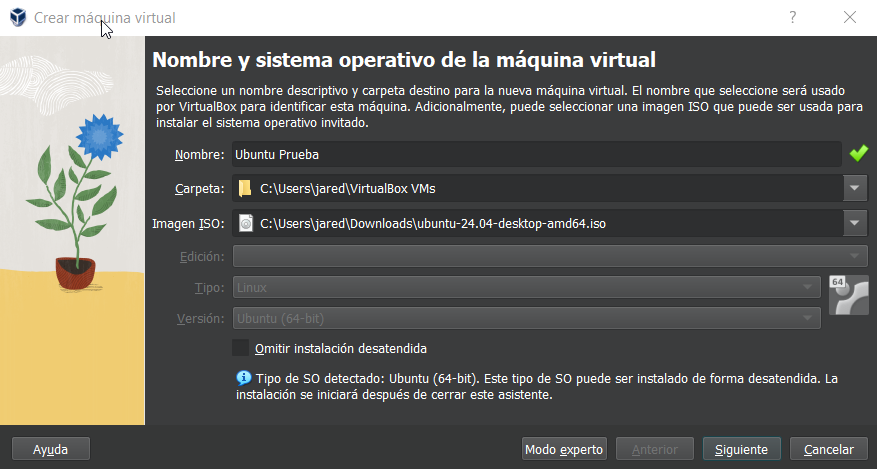 Crear máquina virtual
?
Nombre y sistema operativo de la máquina virtual
Seleccione un nombre descriptivo y carpeta destino para la nueva máquina virtual. El nombre que seleccione será usado
por VirtualBox para identificar esta máquina. Adicionalmente, puede seleccionar una imagen ISO que puede ser usada para
instalar el sistema operativo invitado.
Nombre: Ubuntu Prueba
Carpeta: C:\Users\jared\VirtualBox VMs
Imagen ISO: C:\Users\jared\Downloads\ubuntu-24.04-desktop-amd64.iso
Edición:
Tipo: Linux
64
Versión: Ubuntu (64-bit)
Omitir instalación desatendida
Tipo de SO detectado: Ubuntu (64-bit). Este tipo de SO puede ser instalado de forma desatendida. La
instalación se iniciará después de cerrar este asistente.
Ayuda Modo experto Anterior Siguiente Cancelar